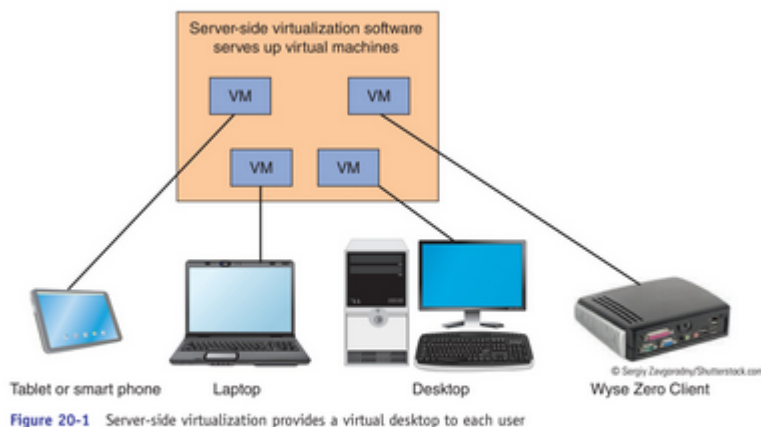 Server-side virtualization software
serves up virtual machines
VM
VM
VM
VM
© Sergiy Zavgorodny/Shutterstock.com
Tablet or smart phone
Laptop
Desktop
Wyse Zero Client
Figure 20-1 Server-side virtualization provides a virtual desktop to each user